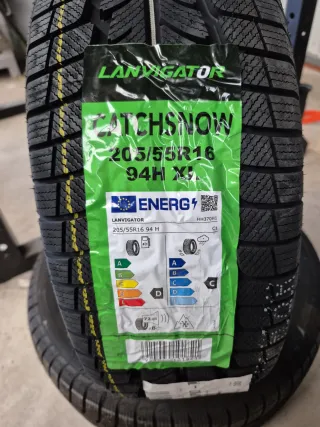 LANVIGATOR
CATCHSNOW
205/55R16
94H XL
ENERG
LANVIGATOR
205/55R16 94 H
C1
A
A
B
B
C
C
C
D
D
D
E
E